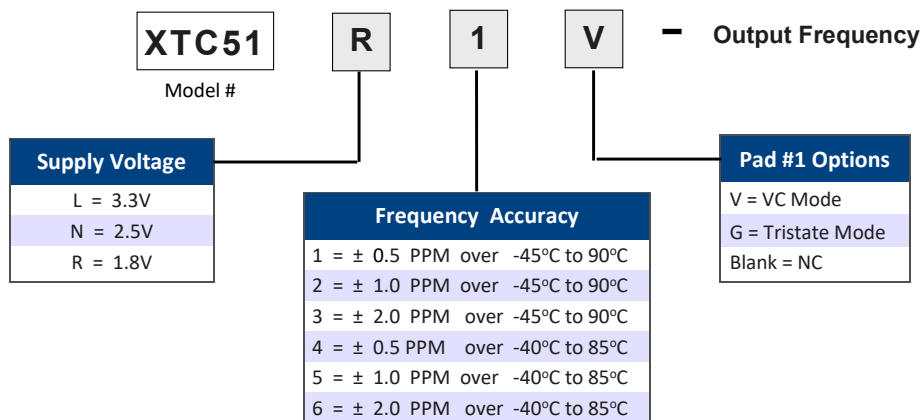 XTC51 R 1 V – Output Frequency
Model #
Supply Voltage
L = 3.3V
N = 2.5V
R = 1.8V
Frequency Accuracy
1 = ± 0.5 PPM over -45°C to 90°C
2 = ± 1.0 PPM over -45°C to 90°C
3 = ± 2.0 PPM over -45°C to 90°C
4 = ± 0.5 PPM over -40°C to 85°C
5 = ± 1.0 PPM over -40°C to 85°C
6 = ± 2.0 PPM over -40°C to 85°C
Pad #1 Options
V = VC Mode
G = Tristate Mode
Blank = NC